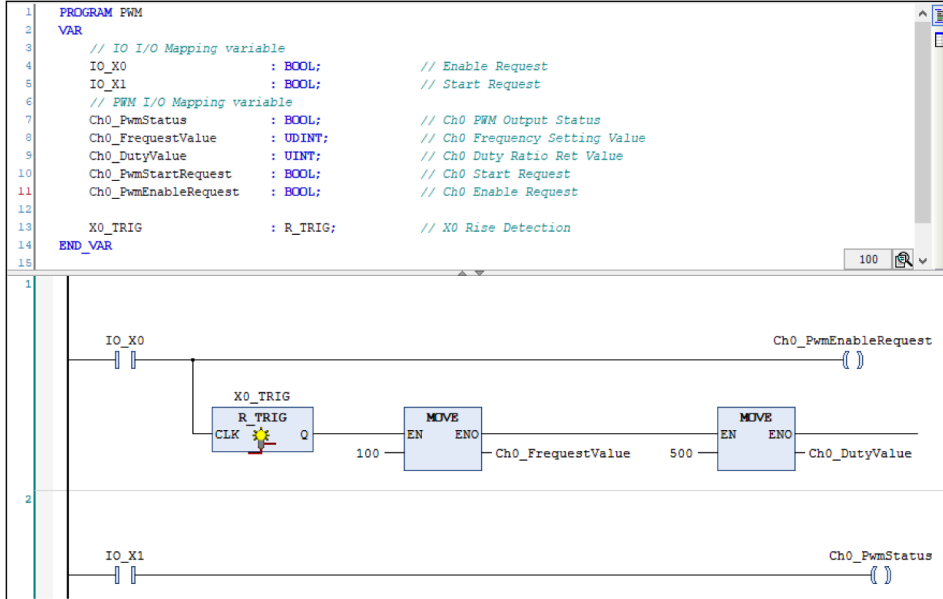 1 PROGRAM PWM
2 VAR
3 // IO I/O Mapping variable
4 IO_X0 : BOOL; // Enable Request
5 IO_X1 : BOOL; // Start Request
6 // PWM I/O Mapping variable
7 Ch0_PwmStatus : BOOL; // Ch0 PWM Output Status
8 Ch0_FrequestValue : UDINT; // Ch0 Frequency Setting Value
9 Ch0_DutyValue : UINT; // Ch0 Duty Ratio Ret Value
10 Ch0_PwmStartRequest : BOOL; // Ch0 Start Request
11 Ch0_PwmEnableRequest : BOOL; // Ch0 Enable Request
12
13 X0_TRIG : R_TRIG; // X0 Rise Detection
14 END_VAR
15
100
1
IO_X0 Ch0_PwmEnableRequest
X0_TRIG
R_TRIG MOVE MOVE
CLK Q EN ENO EN ENO
100 Ch0_FrequestValue 500 Ch0_DutyValue
2
IO_X1 Ch0_PwmStatus